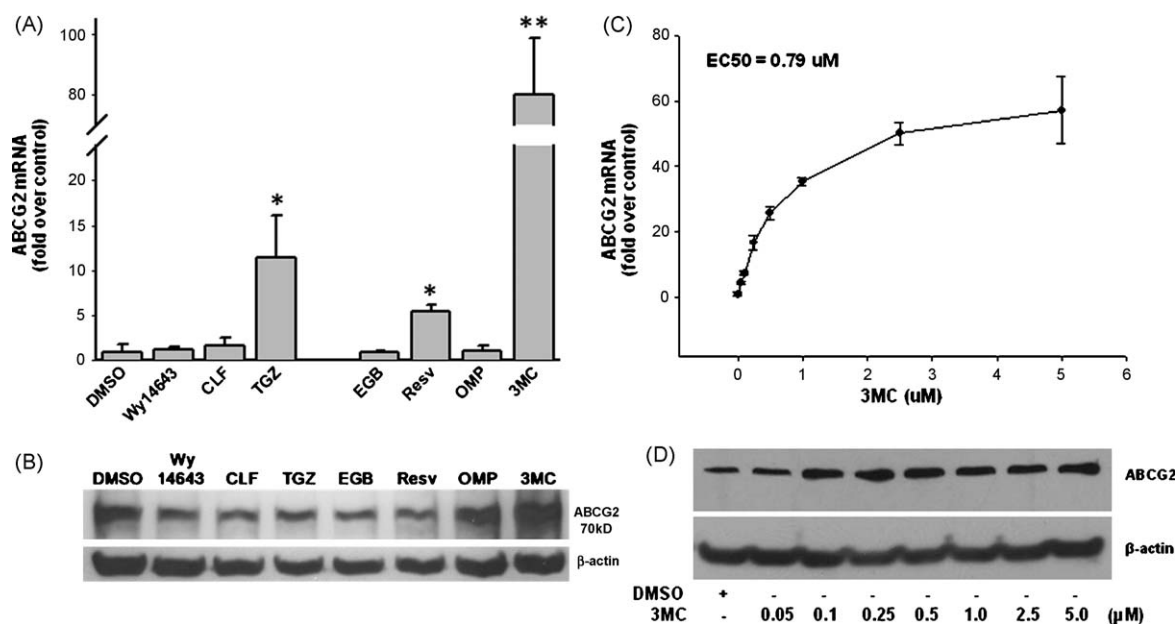 (A)
ABCG2 mRNA
(fold over control)
100
80
20
15
10
5
0
*
*
**
DMSO
Wy14643
CLF
TGZ
EGB
Resv
OMP
3MC
(B)
DMSO Wy 14643 CLF TGZ EGB Resv OMP 3MC
ABCG2
70kD
β-actin
(C)
EC50 = 0.79 uM
ABCG2 mRNA
(fold over control)
80
60
40
20
0
0 1 2 3 4 5 6
3MC (uM)
(D)
ABCG2
β-actin
DMSO + - - - - - - -
3MC - 0.05 0.1 0.25 0.5 1.0 2.5 5.0 (μM)